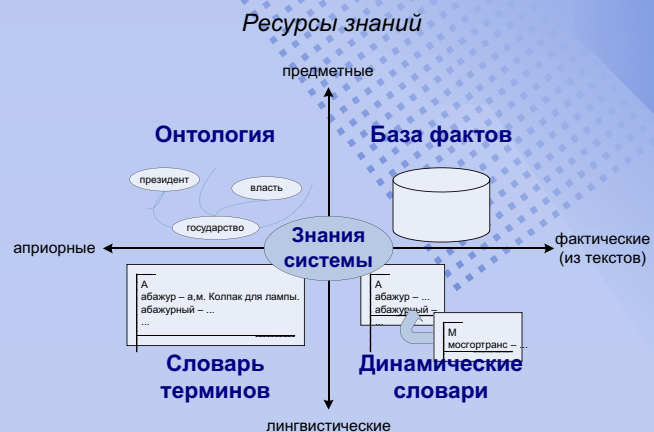 Ресурсы знаний
предметные
Онтология
База фактов
президент
власть
государство
Знания
системы
априорные
фактические
(из текстов)
А
абажур – а,м. Колпак для лампы.
абажурный – ...
...
А
абажур – ...
абажурный – ...
...
М
мосгортранс – ...
Словарь
терминов
Динамические
словари
лингвистические